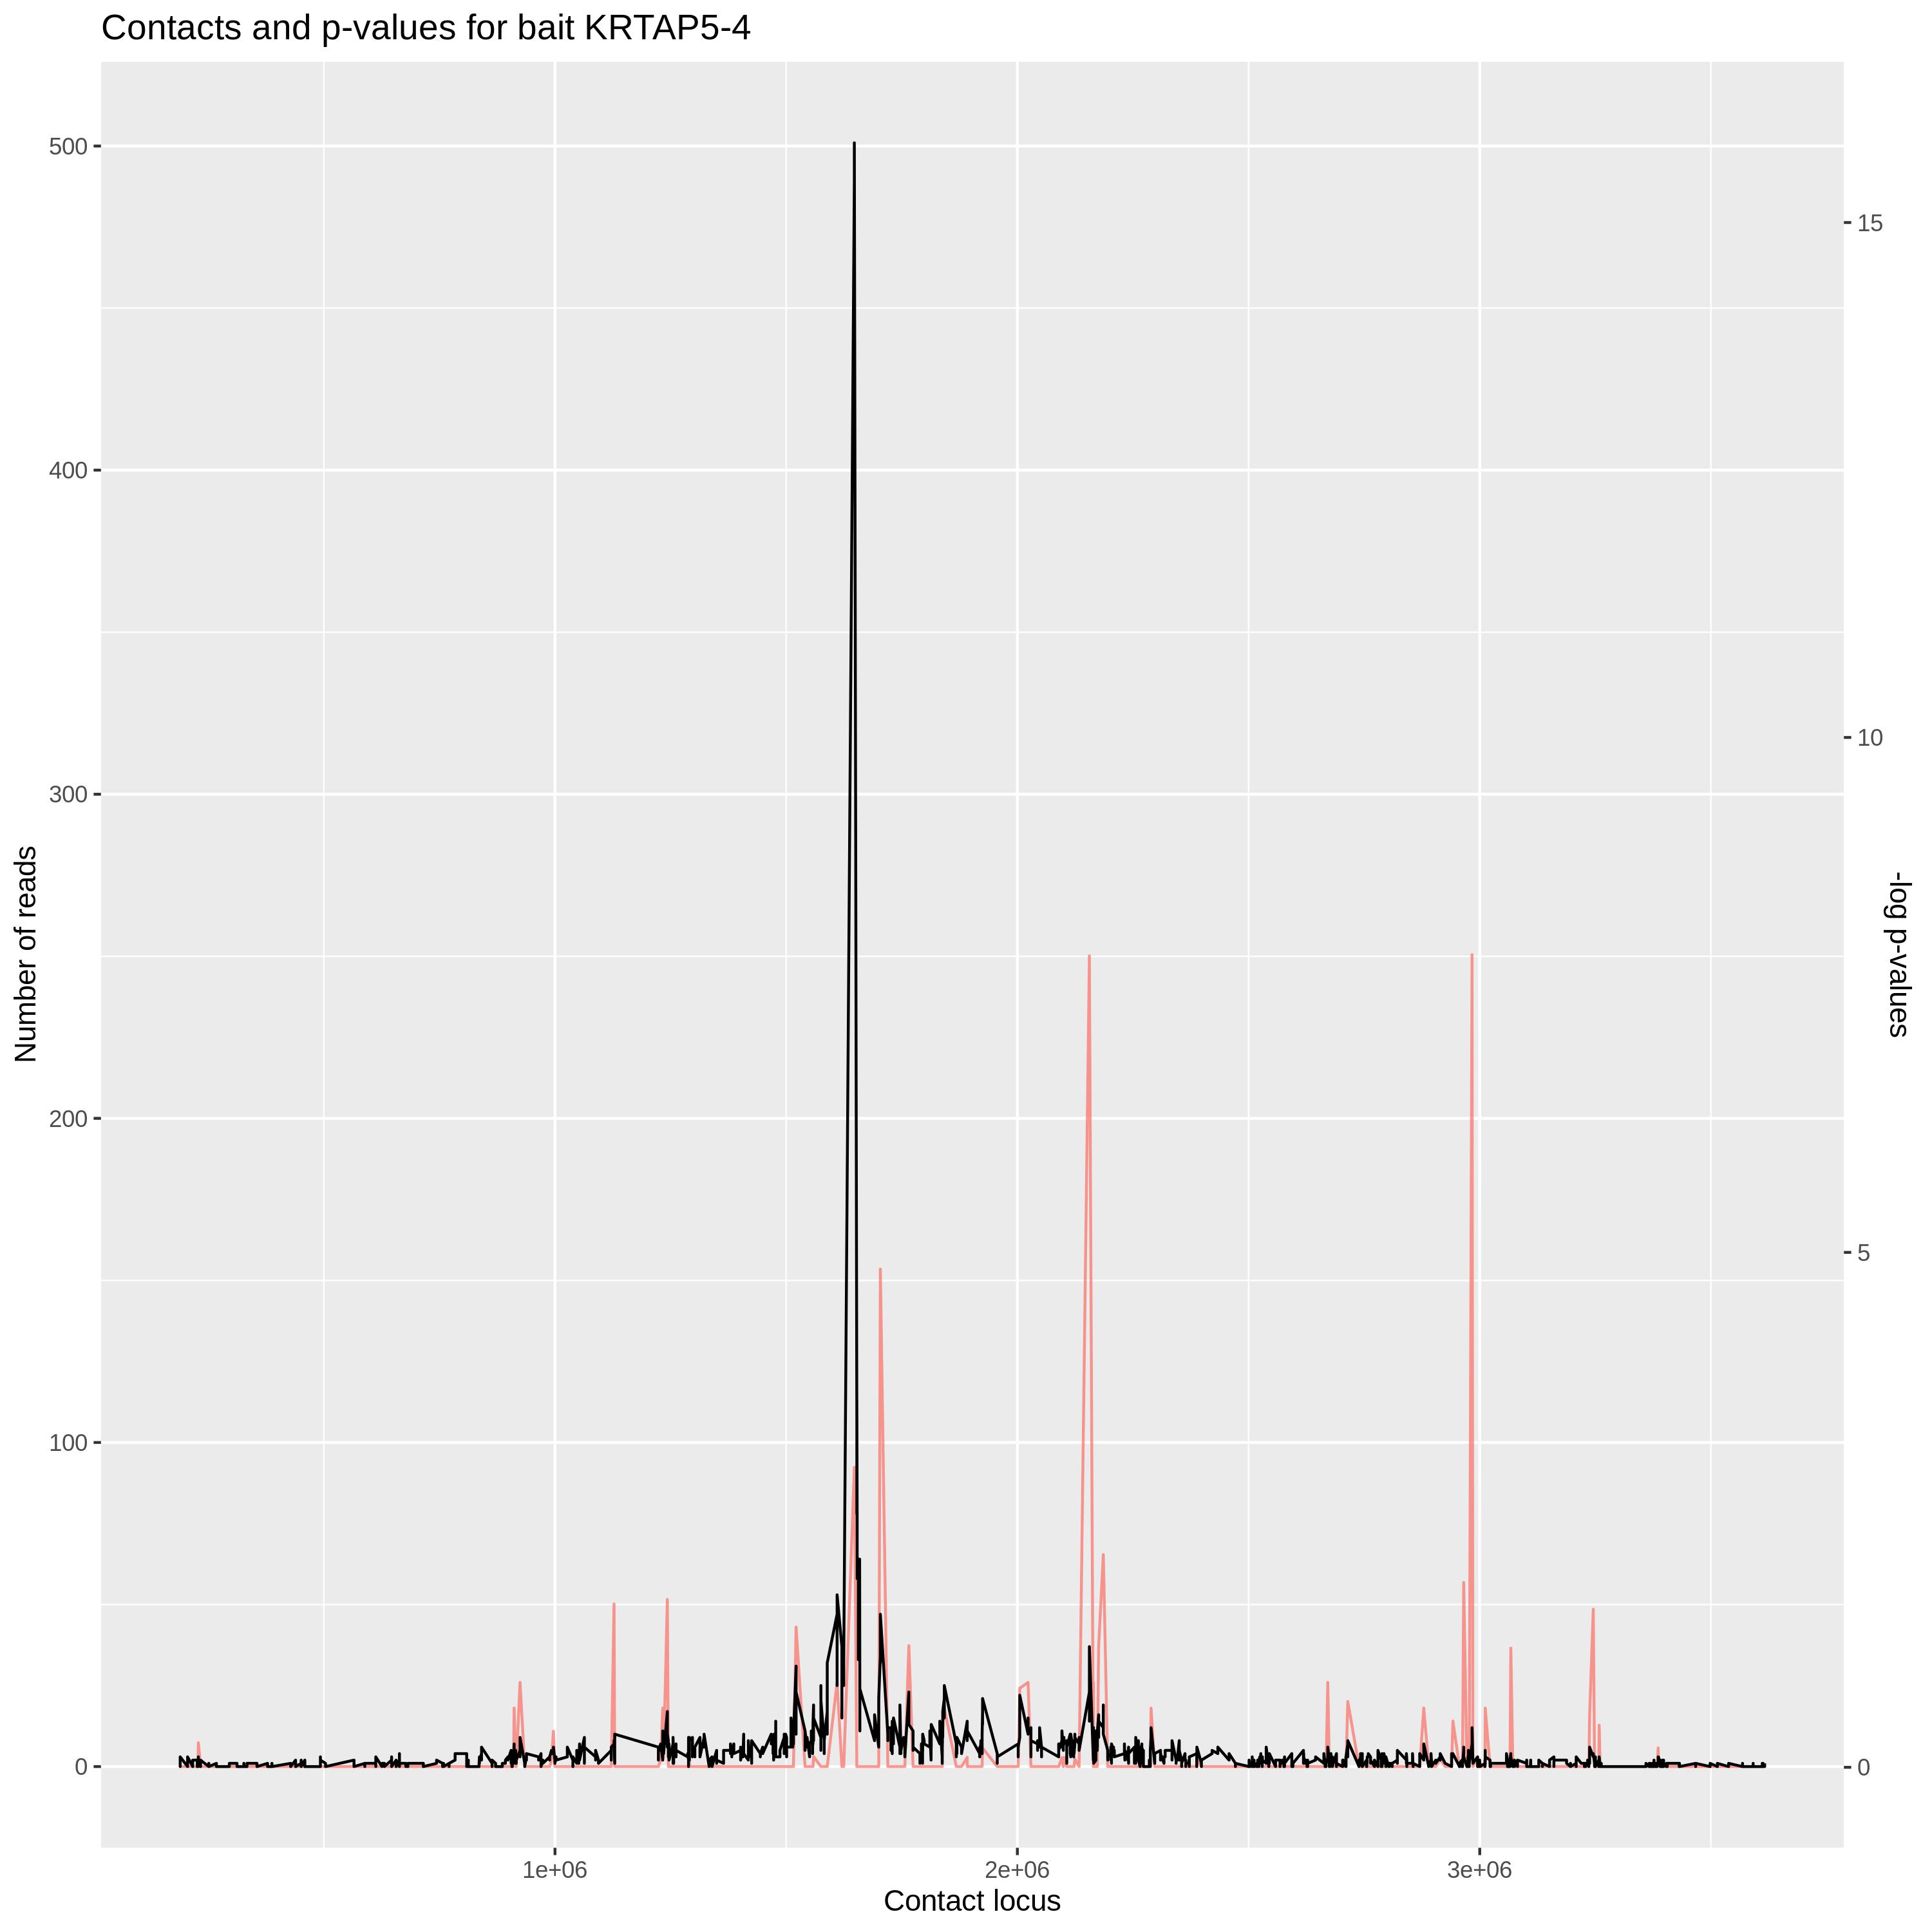 Contacts and p-values for bait KRTAP5-4
500
400
300
200
100
0
Number of reads
15
10
5
0
-log p-values
1e+06
2e+06
3e+06
Contact locus